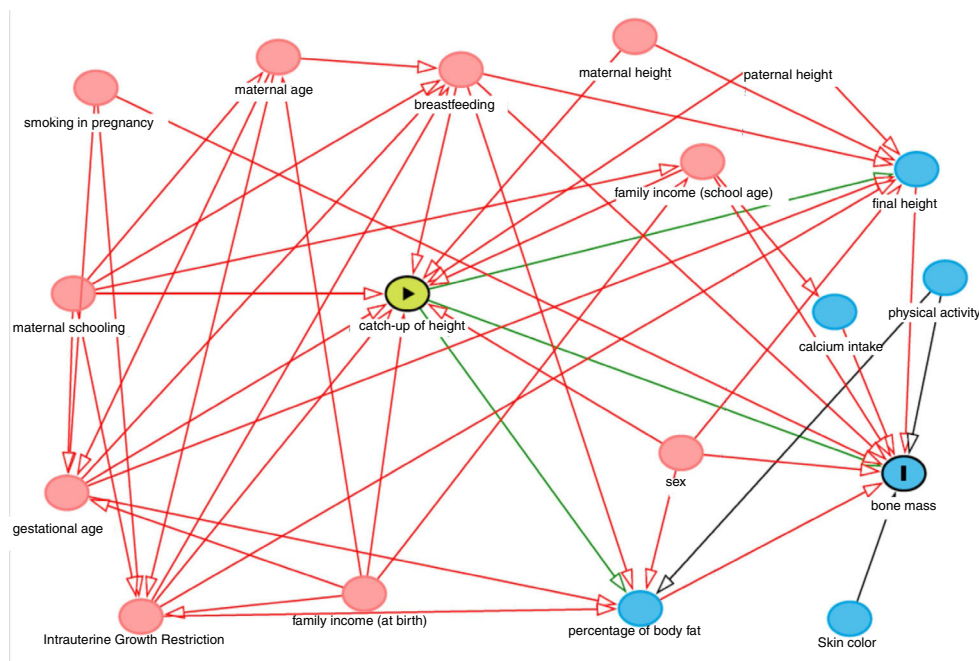 maternal height
paternal height
maternal age
breastfeeding
smoking in pregnancy
family income (school age)
final height
maternal schooling
catch-up of height
physical activity
calcium intake
sex
bone mass
gestational age
Intrauterine Growth Restriction
family income (at birth)
percentage of body fat
Skin color